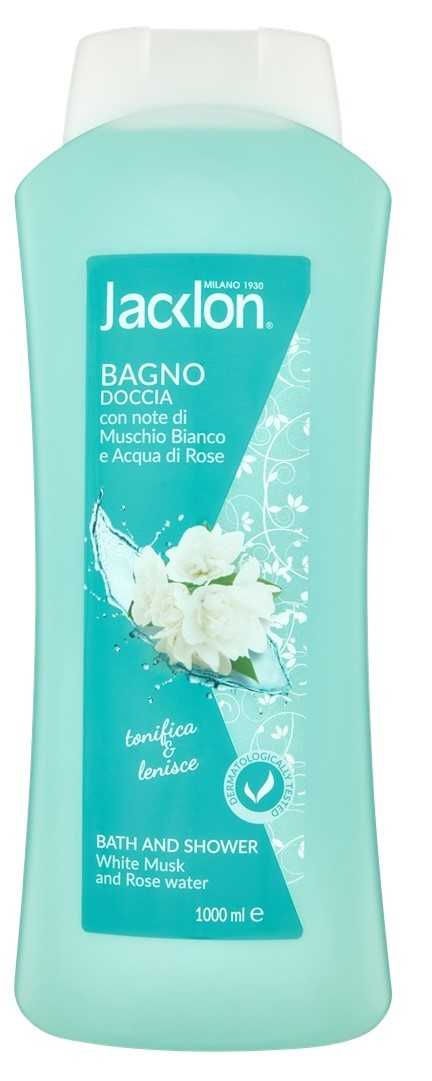 MILANO 1930
Jacklon®
BAGNO
DOCCIA
con note di
Muschio Bianco
e Acqua di Rose
tonifica
&
lenisce
DERMATOLOGICALLY TESTED
BATH AND SHOWER
White Musk
and Rose water
1000 ml e